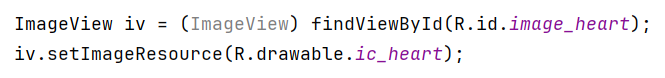 ImageView iv = (ImageView) findViewById(R.id.image_heart);
iv.setImageResource(R.drawable.ic_heart);